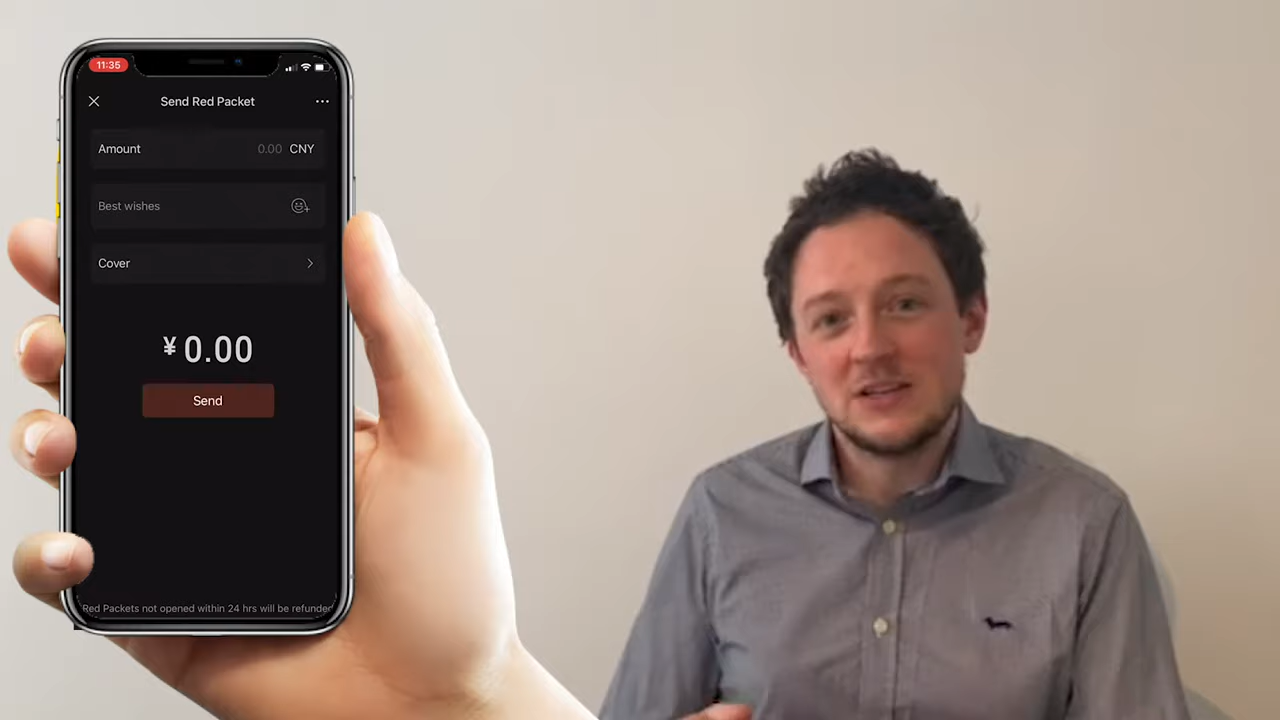 11:35
Send Red Packet
Amount 0.00 CNY
Best wishes
Cover
¥0.00
Send
Red Packets not opened within 24 hrs will be refunded